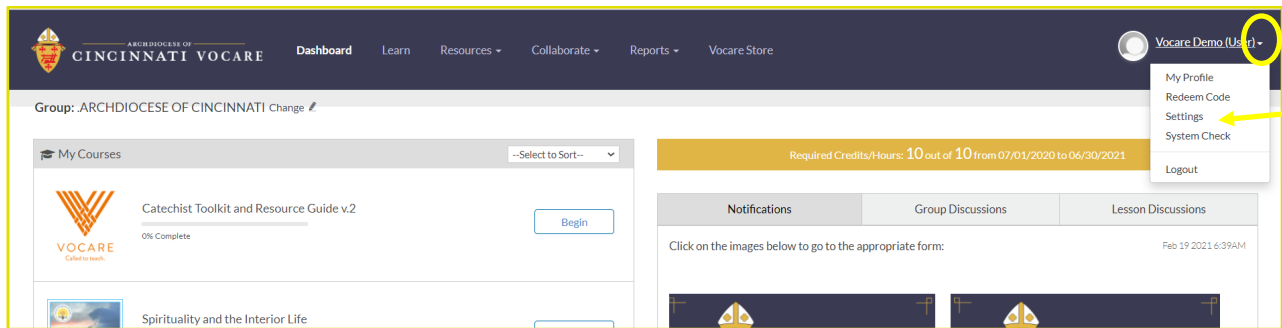 ARCHDIOCESE OF
CINCINNATI VOCARE
Dashboard Learn Resources Collaborate Reports Vocare Store
Vocare Demo (User)
My Profile
Redeem Code
Settings
System Check
Logout
Group: .ARCHDIOCESE OF CINCINNATI Change
My Courses
--Select to Sort--
VOCARE
Called to teach.
Catechist Toolkit and Resource Guide v.2
0% Complete
Begin
Spirituality and the Interior Life
Required Credits/Hours: 10 out of 10 from 07/01/2020 to 06/30/2021
Notifications Group Discussions Lesson Discussions
Click on the images below to go to the appropriate form:
Feb 19 2021 6:39AM